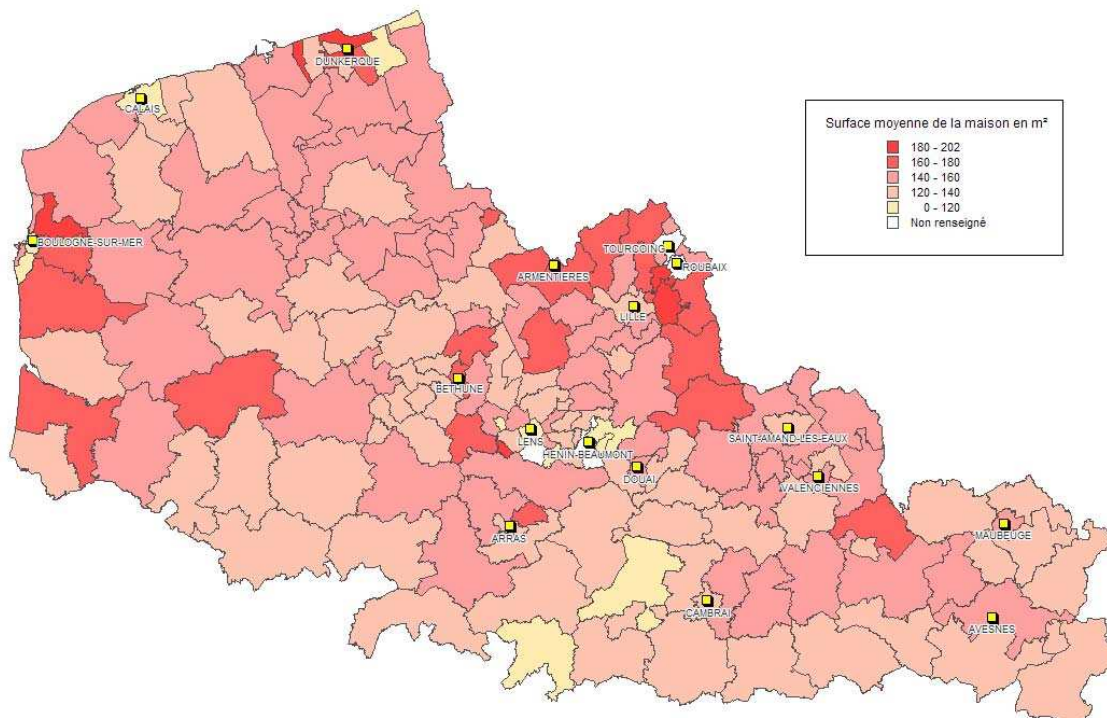 DUNKERQUE
CALAIS
Surface moyenne de la maison en m²
180 - 202
160 - 180
140 - 160
120 - 140
0 - 120
Non renseigné
BOULOGNE-SUR-MER
TOURCOING
ROUBAIX
ARMENTIERES
LILLE
BETHUNE
LENS
SAINT-AMAND-LES-EAUX
HENIN-BEAUMONT
DOUAI
VALENCIENNES
ARRAS
MAUBEUGE
CAMBRAI
AVESNES